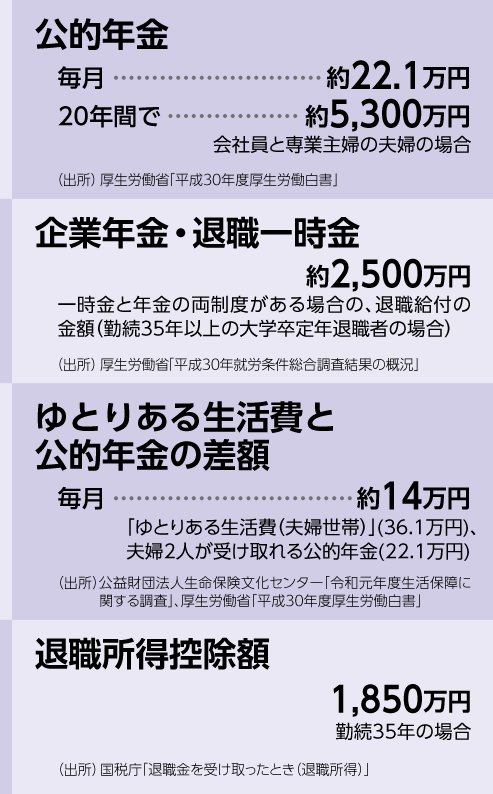 公的年金
毎月 ………………………… 約22.1万円
20年間で ………………… 約5,300万円
会社員と専業主婦の夫婦の場合
（出所）厚生労働省「平成30年度厚生労働白書」
企業年金・退職一時金
約2,500万円
一時金と年金の両制度がある場合の、退職給付の
金額（勤続35年以上の大学卒定年退職者の場合）
（出所）厚生労働省「平成30年就労条件総合調査結果の概況」
ゆとりある生活費と
公的年金の差額
毎月 …………………………… 約14万円
「ゆとりある生活費（夫婦世帯）」(36.1万円)、
夫婦2人が受け取れる公的年金(22.1万円)
（出所）公益財団法人生命保険文化センター「令和元年度生活保障に
関する調査」、厚生労働省「平成30年度厚生労働白書」
退職所得控除額
1,850万円
勤続35年の場合
（出所）国税庁「退職金を受け取ったとき（退職所得）」